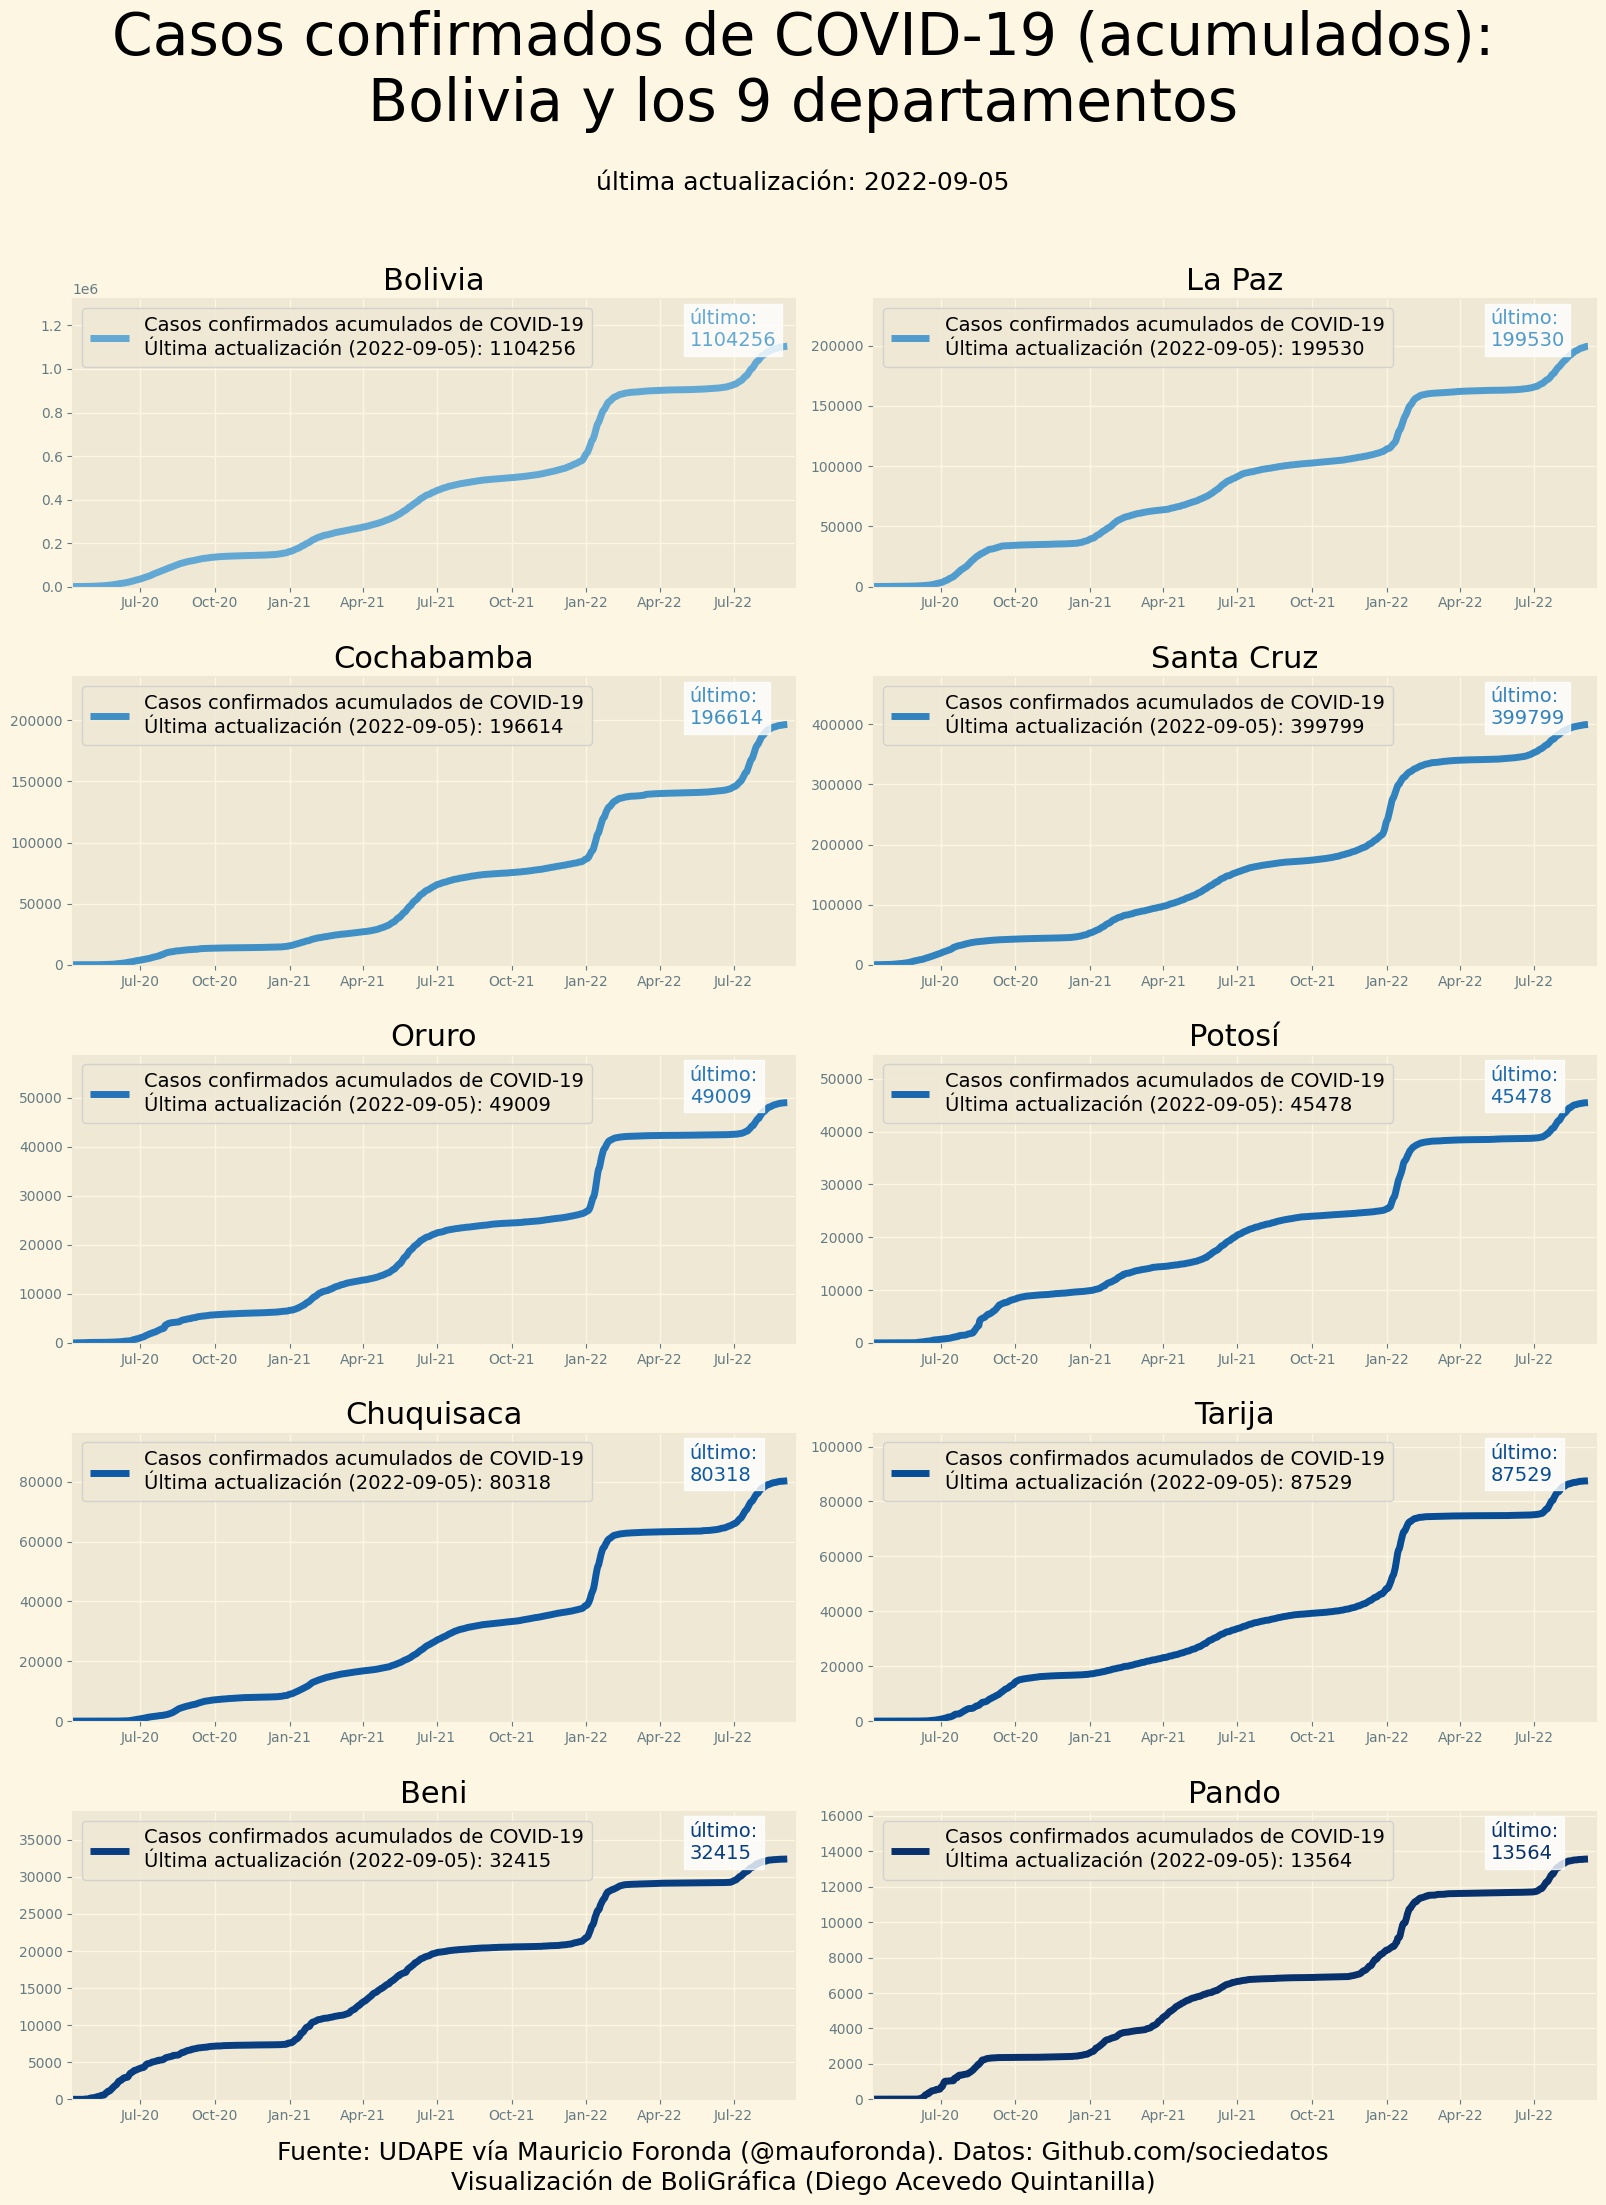 Casos confirmados de COVID-19 (acumulados):
Bolivia y los 9 departamentos
última actualización: 2022-09-05
Bolivia
1e6
Casos confirmados acumulados de COVID-19
Última actualización (2022-09-05): 1104256
último:
1104256
1.2
1.0
0.8
0.6
0.4
0.2
0.0
Jul-20 Oct-20 Jan-21 Apr-21 Jul-21 Oct-21 Jan-22 Apr-22 Jul-22
La Paz
Casos confirmados acumulados de COVID-19
Última actualización (2022-09-05): 199530
último:
199530
200000
150000
100000
50000
0
Jul-20 Oct-20 Jan-21 Apr-21 Jul-21 Oct-21 Jan-22 Apr-22 Jul-22
Cochabamba
Casos confirmados acumulados de COVID-19
Última actualización (2022-09-05): 196614
último:
196614
200000
150000
100000
50000
0
Jul-20 Oct-20 Jan-21 Apr-21 Jul-21 Oct-21 Jan-22 Apr-22 Jul-22
Santa Cruz
Casos confirmados acumulados de COVID-19
Última actualización (2022-09-05): 399799
último:
399799
400000
300000
200000
100000
0
Jul-20 Oct-20 Jan-21 Apr-21 Jul-21 Oct-21 Jan-22 Apr-22 Jul-22
Oruro
Casos confirmados acumulados de COVID-19
Última actualización (2022-09-05): 49009
último:
49009
50000
40000
30000
20000
10000
0
Jul-20 Oct-20 Jan-21 Apr-21 Jul-21 Oct-21 Jan-22 Apr-22 Jul-22
Potosí
Casos confirmados acumulados de COVID-19
Última actualización (2022-09-05): 45478
último:
45478
50000
40000
30000
20000
10000
0
Jul-20 Oct-20 Jan-21 Apr-21 Jul-21 Oct-21 Jan-22 Apr-22 Jul-22
Chuquisaca
Casos confirmados acumulados de COVID-19
Última actualización (2022-09-05): 80318
último:
80318
80000
60000
40000
20000
0
Jul-20 Oct-20 Jan-21 Apr-21 Jul-21 Oct-21 Jan-22 Apr-22 Jul-22
Tarija
Casos confirmados acumulados de COVID-19
Última actualización (2022-09-05): 87529
último:
87529
100000
80000
60000
40000
20000
0
Jul-20 Oct-20 Jan-21 Apr-21 Jul-21 Oct-21 Jan-22 Apr-22 Jul-22
Beni
Casos confirmados acumulados de COVID-19
Última actualización (2022-09-05): 32415
último:
32415
35000
30000
25000
20000
15000
10000
5000
0
Jul-20 Oct-20 Jan-21 Apr-21 Jul-21 Oct-21 Jan-22 Apr-22 Jul-22
Pando
Casos confirmados acumulados de COVID-19
Última actualización (2022-09-05): 13564
último:
13564
16000
14000
12000
10000
8000
6000
4000
2000
0
Jul-20 Oct-20 Jan-21 Apr-21 Jul-21 Oct-21 Jan-22 Apr-22 Jul-22
Fuente: UDAPE vía Mauricio Foronda (@mauforonda). Datos: Github.com/sociedatos
Visualización de BoliGráfica (Diego Acevedo Quintanilla)